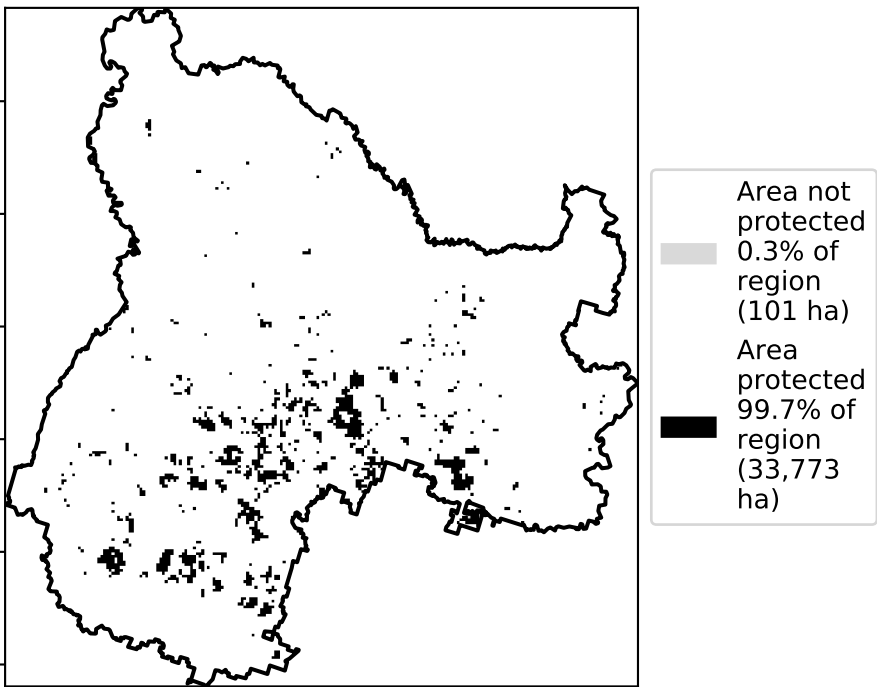 Area not
protected
0.3% of
region
(101 ha)
Area
protected
99.7% of
region
(33,773
ha)